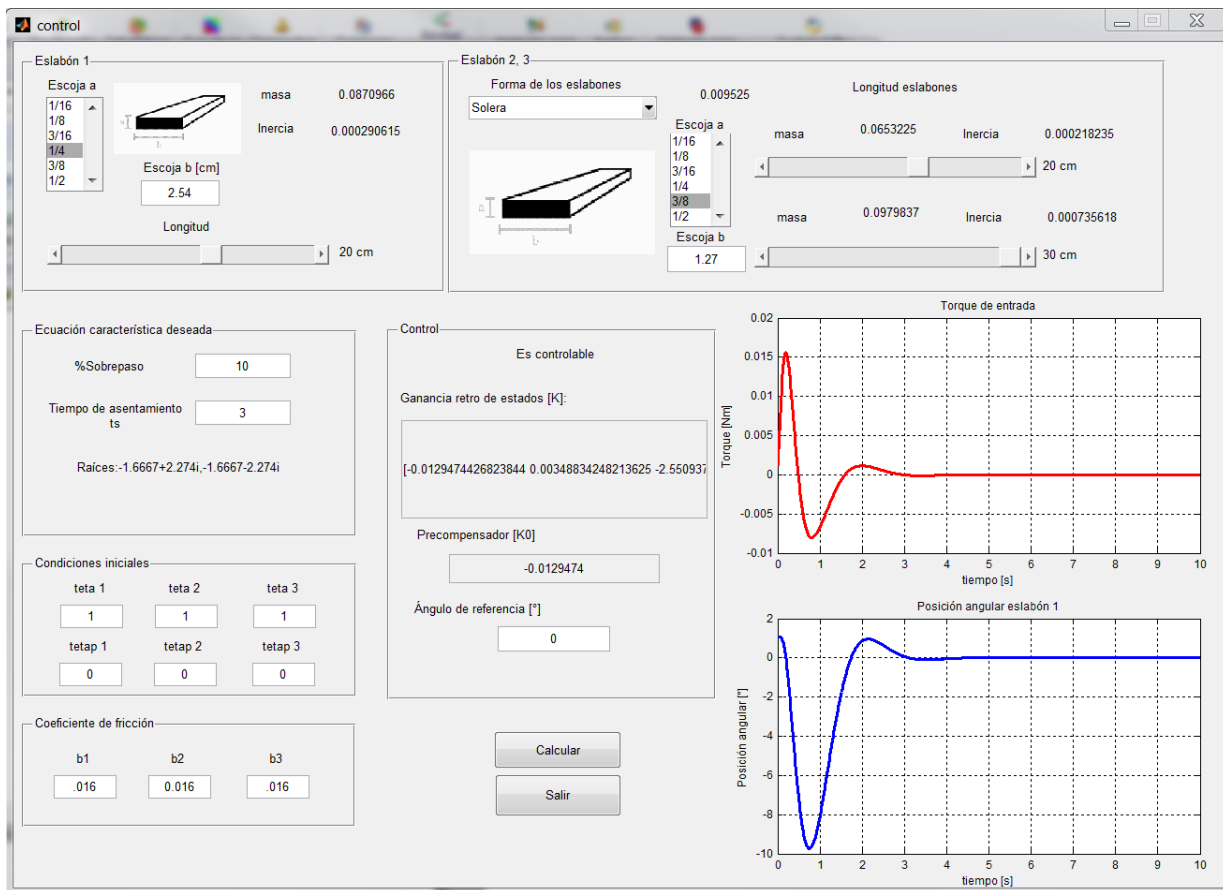 control
Eslabón 1
Escoja a
1/16
1/8
3/16
1/4
3/8
1/2
a
b
masa 0.0870966
Inercia 0.000290615
Escoja b [cm]
2.54
Longitud
20 cm
Eslabón 2, 3
Forma de los eslabones
Solera
0.009525
Escoja a
1/16
1/8
3/16
1/4
3/8
1/2
a
b
Escoja b
1.27
Longitud eslabones
masa 0.0653225 Inercia 0.000218235
20 cm
masa 0.0979837 Inercia 0.000735618
30 cm
Ecuación característica deseada
%Sobrepaso 10
Tiempo de asentamiento
ts
3
Raíces:-1.6667+2.274i,-1.6667-2.274i
Condiciones iniciales
teta 1 teta 2 teta 3
1 1 1
tetap 1 tetap 2 tetap 3
0 0 0
Coeficiente de fricción
b1 b2 b3
.016 0.016 .016
Control
Es controlable
Ganancia retro de estados [K]:
[-0.0129474426823844 0.00348834248213625 -2.550937
Precompensador [K0]
-0.0129474
Ángulo de referencia [°]
0
Calcular
Salir
Torque de entrada
Torque [Nm]
0.02
0.015
0.01
0.005
0
-0.005
-0.01
0 1 2 3 4 5 6 7 8 9 10
tiempo [s]
Posición angular eslabón 1
Posición angular [°]
2
0
-2
-4
-6
-8
-10
0 1 2 3 4 5 6 7 8 9 10
tiempo [s]